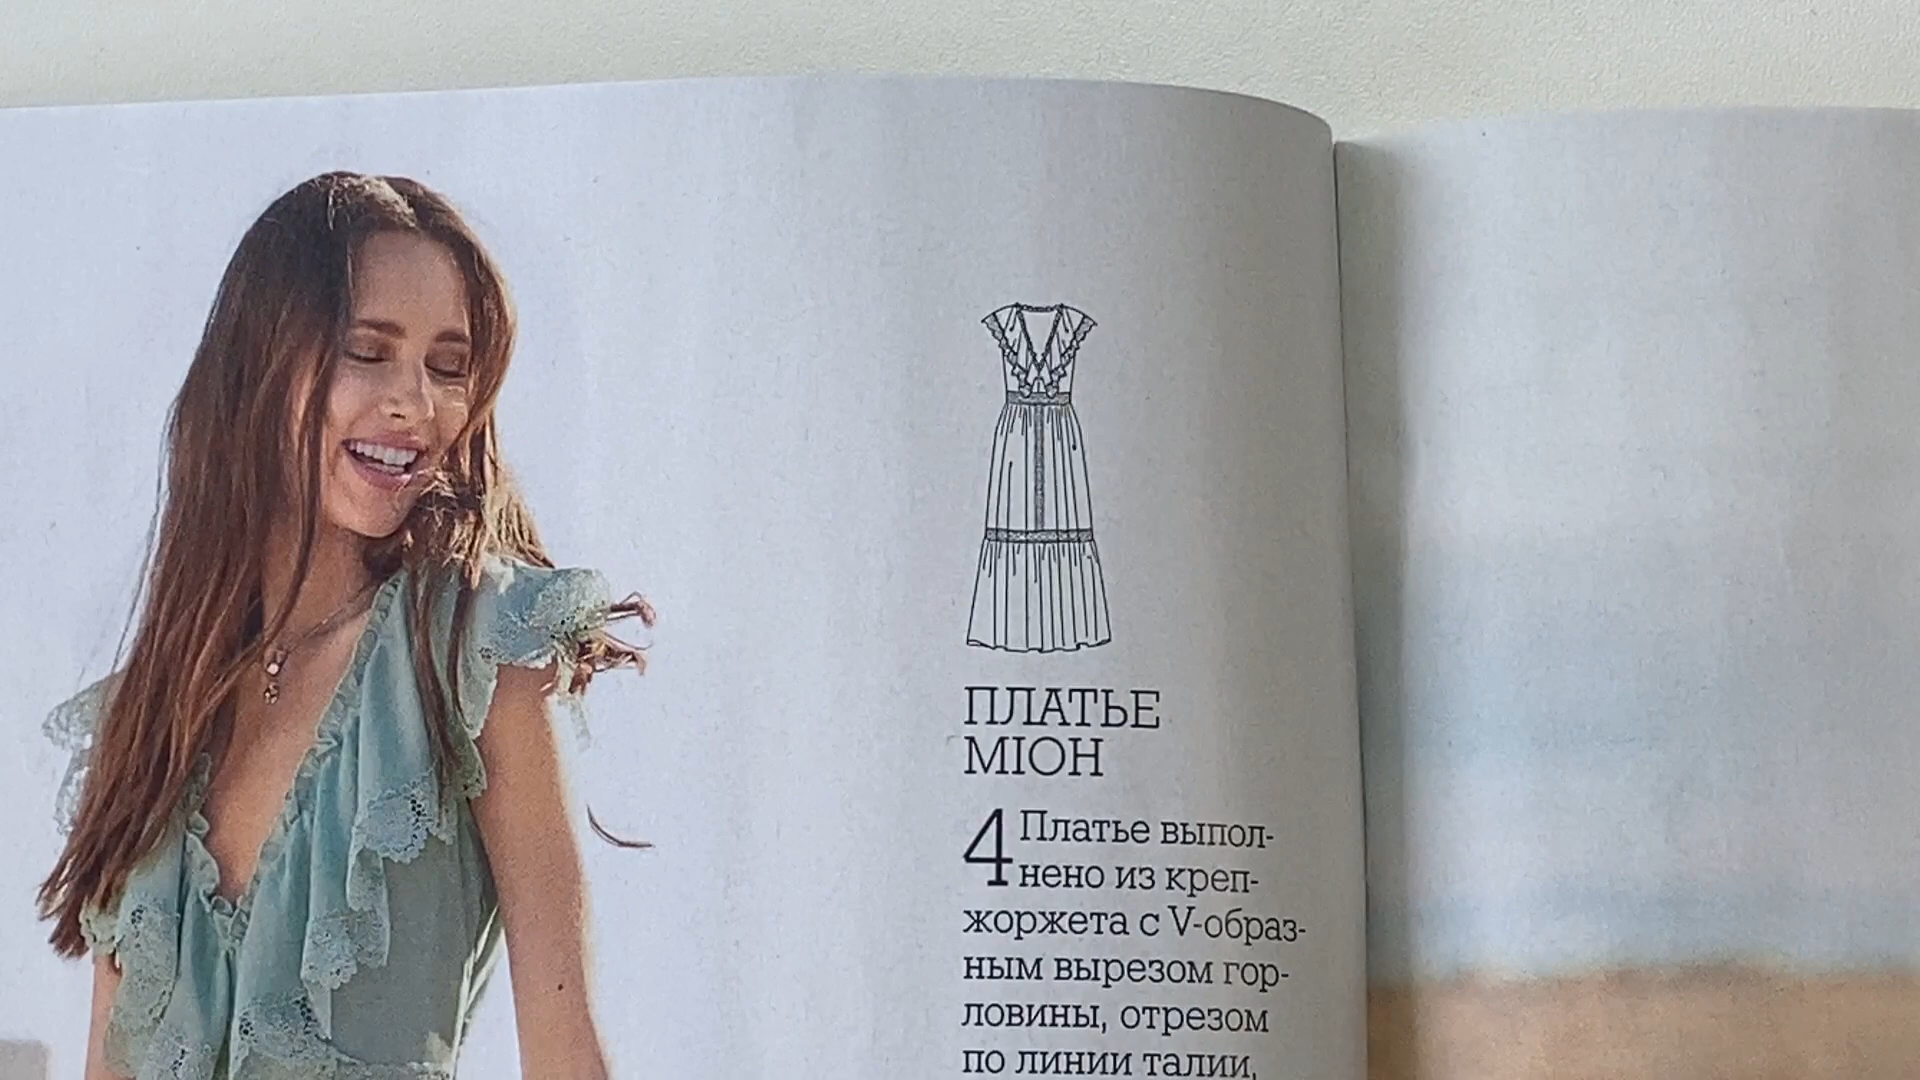 ПЛАТЬЕ
МІОН
4 Платье выпол-
нено из креп-
жоржета с V-образ-
ным вырезом гор-
ловины, отрезом
по линии талии,